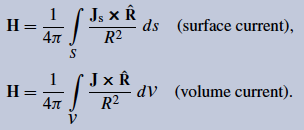 H = 1/4π ∫_S (J_s × R̂)/R² ds (surface current),
H = 1/4π ∫_𝒱 (J × R̂)/R² d𝒱 (volume current).